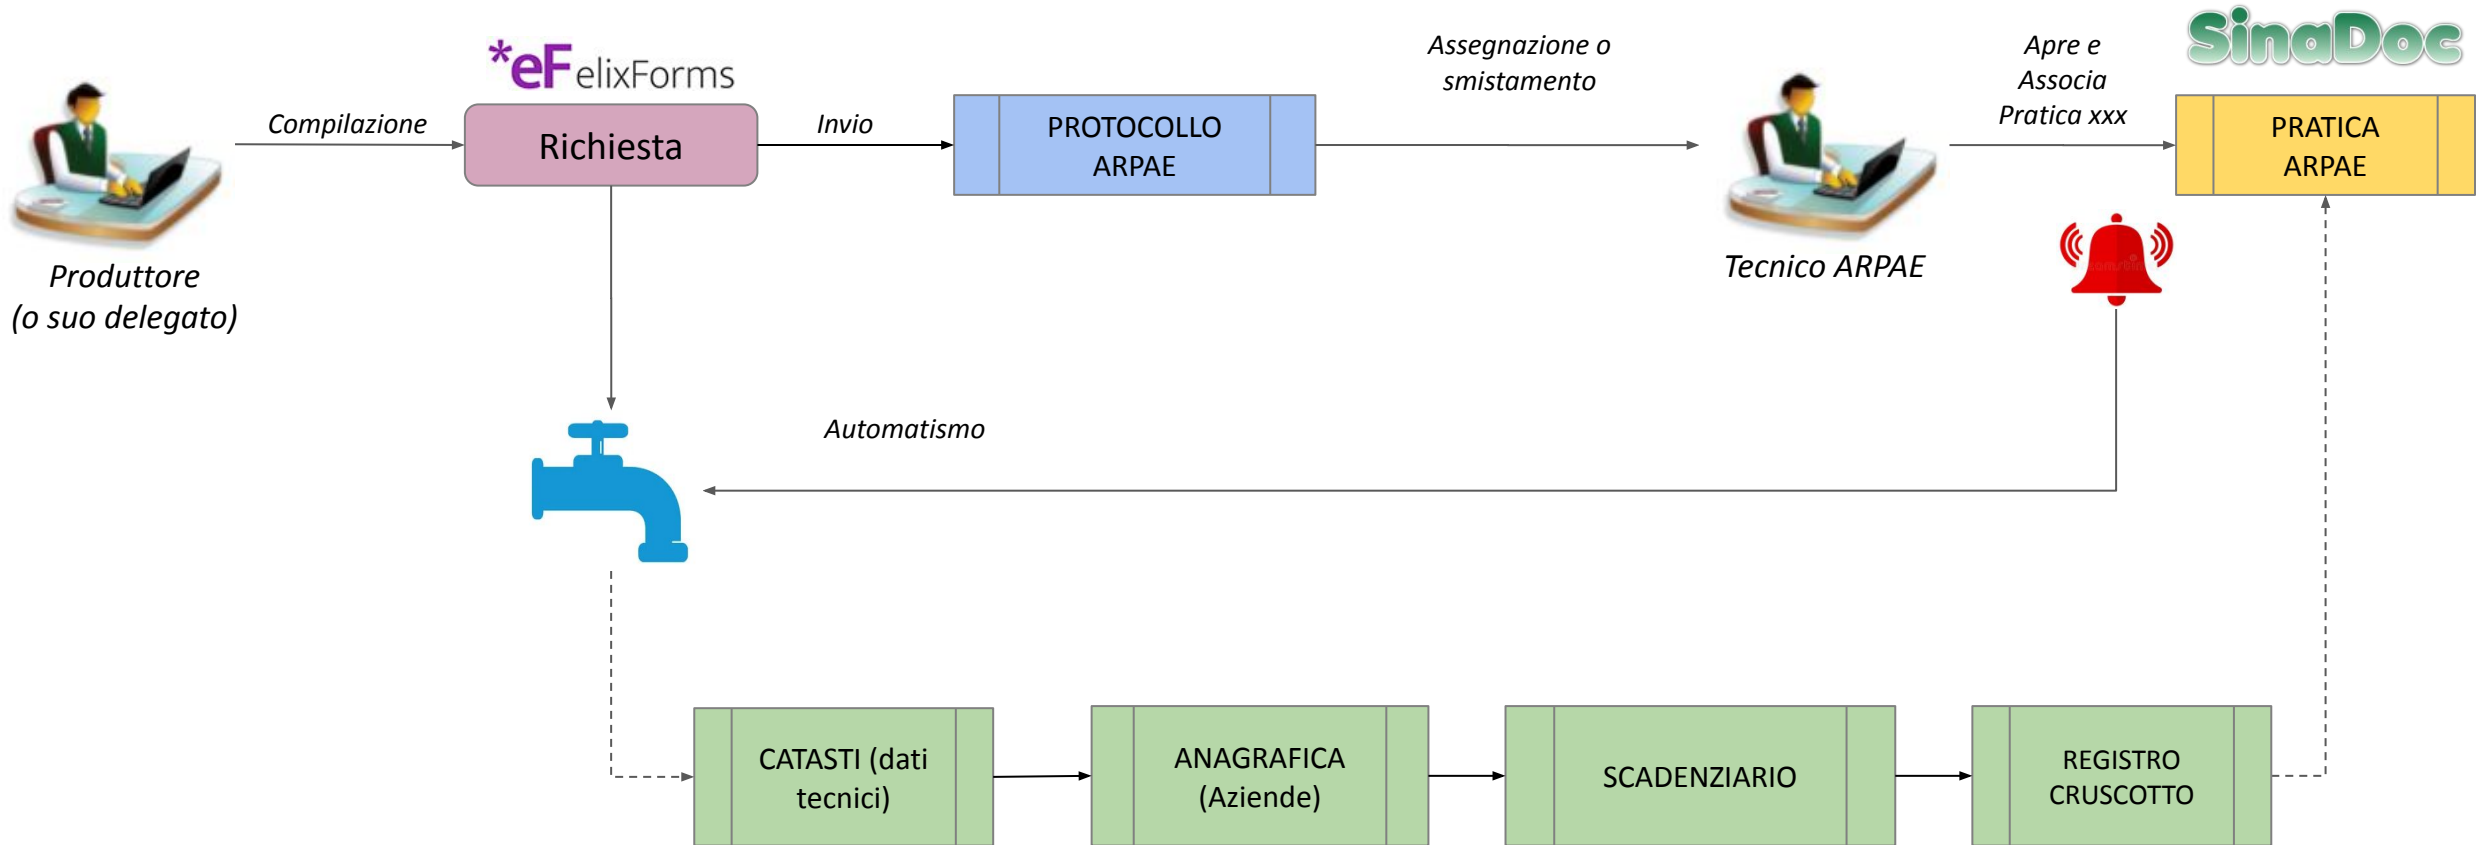 *eFelixForms
SinaDoc
Assegnazione o
smistamento
Apre e
Associa
Pratica xxx
Compilazione
Richiesta
Invio
PROTOCOLLO
ARPAE
PRATICA
ARPAE
Produttore
(o suo delegato)
Tecnico ARPAE
Automatismo
CATASTI (dati
tecnici)
ANAGRAFICA
(Aziende)
SCADENZIARIO
REGISTRO
CRUSCOTTO